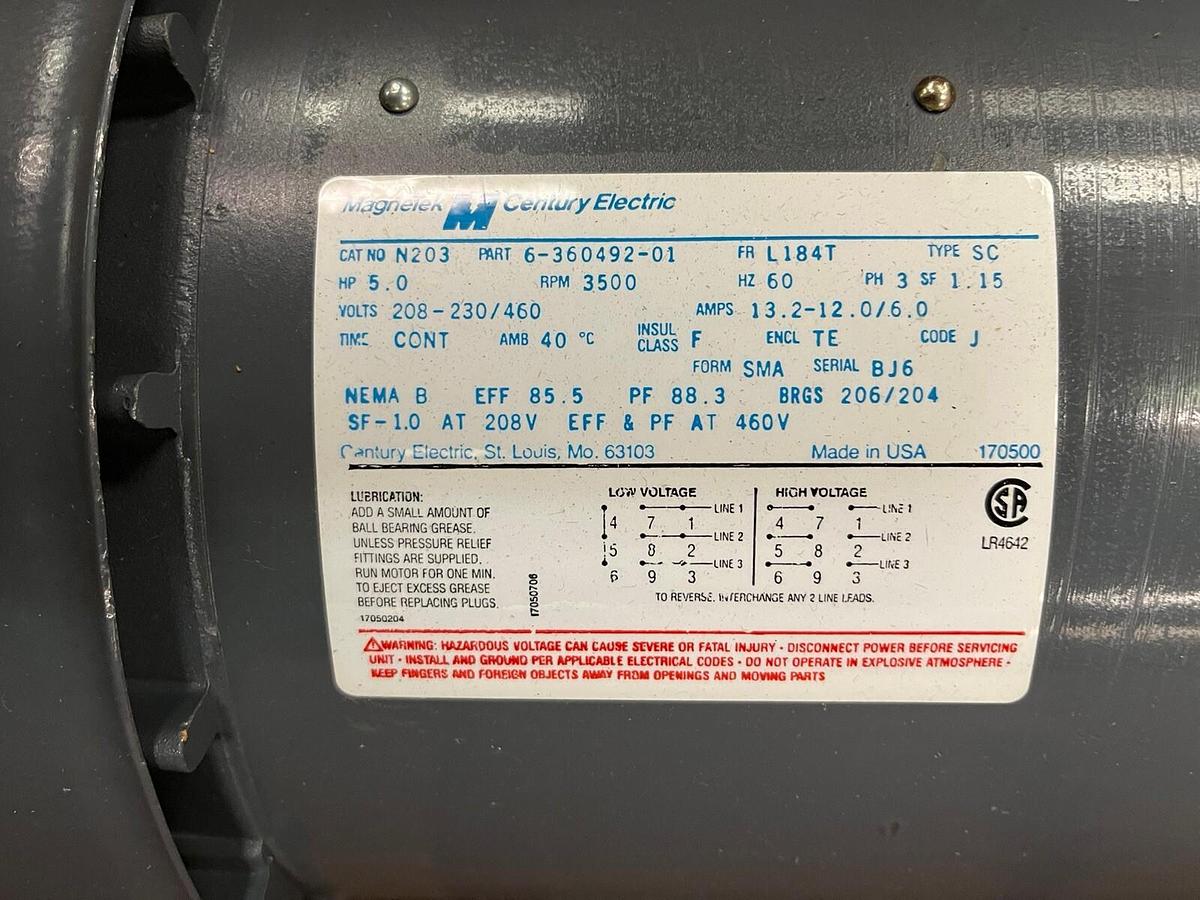 MagneTek Century Electric
CAT NO N203 PART 6-360492-01 FR L184T TYPE SC
HP 5.0 RPM 3500 HZ 60 PH 3 SF 1.15
VOLTS 208-230/460 AMPS 13.2-12.0/6.0
TIME CONT AMB 40 °C INSUL CLASS F ENCL TE CODE J
FORM SMA SERIAL BJ6
NEMA B EFF 85.5 PF 88.3 BRGS 206/204
SF-1.0 AT 208V EFF & PF AT 460V
Century Electric, St. Louis, Mo. 63103 Made in USA 170500
LUBRICATION:
ADD A SMALL AMOUNT OF
BALL BEARING GREASE.
UNLESS PRESSURE RELIEF
FITTINGS ARE SUPPLIED,
RUN MOTOR FOR ONE MIN.
TO EJECT EXCESS GREASE
BEFORE REPLACING PLUGS.
17050204
17050706
LOW VOLTAGE
LINE 1
4 7 1
LINE 2
5 8 2
LINE 3
6 9 3
HIGH VOLTAGE
LINE 1
4 7 1
LINE 2
5 8 2
LINE 3
6 9 3
TO REVERSE, INTERCHANGE ANY 2 LINE LEADS.
SA
LR4642
WARNING: HAZARDOUS VOLTAGE CAN CAUSE SEVERE OR FATAL INJURY · DISCONNECT POWER BEFORE SERVICING
UNIT · INSTALL AND GROUND PER APPLICABLE ELECTRICAL CODES · DO NOT OPERATE IN EXPLOSIVE ATMOSPHERE ·
KEEP FINGERS AND FOREIGN OBJECTS AWAY FROM OPENINGS AND MOVING PARTS